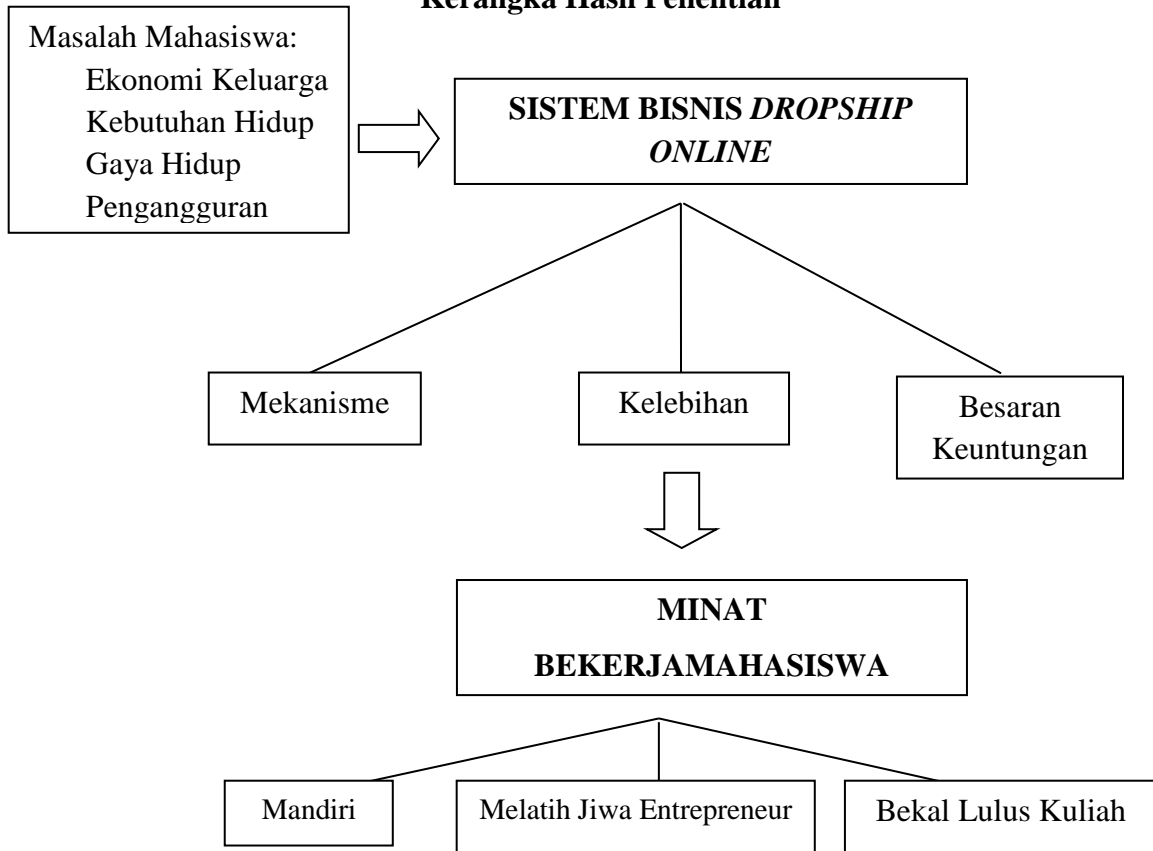 Kerangka Hasil Penelitian
Masalah Mahasiswa:
Ekonomi Keluarga
Kebutuhan Hidup
Gaya Hidup
Pengangguran
SISTEM BISNIS DROPSHIP
ONLINE
Mekanisme
Kelebihan
Besaran
Keuntungan
MINAT
BEKERJAMAHASISWA
Mandiri
Melatih Jiwa Entrepreneur
Bekal Lulus Kuliah